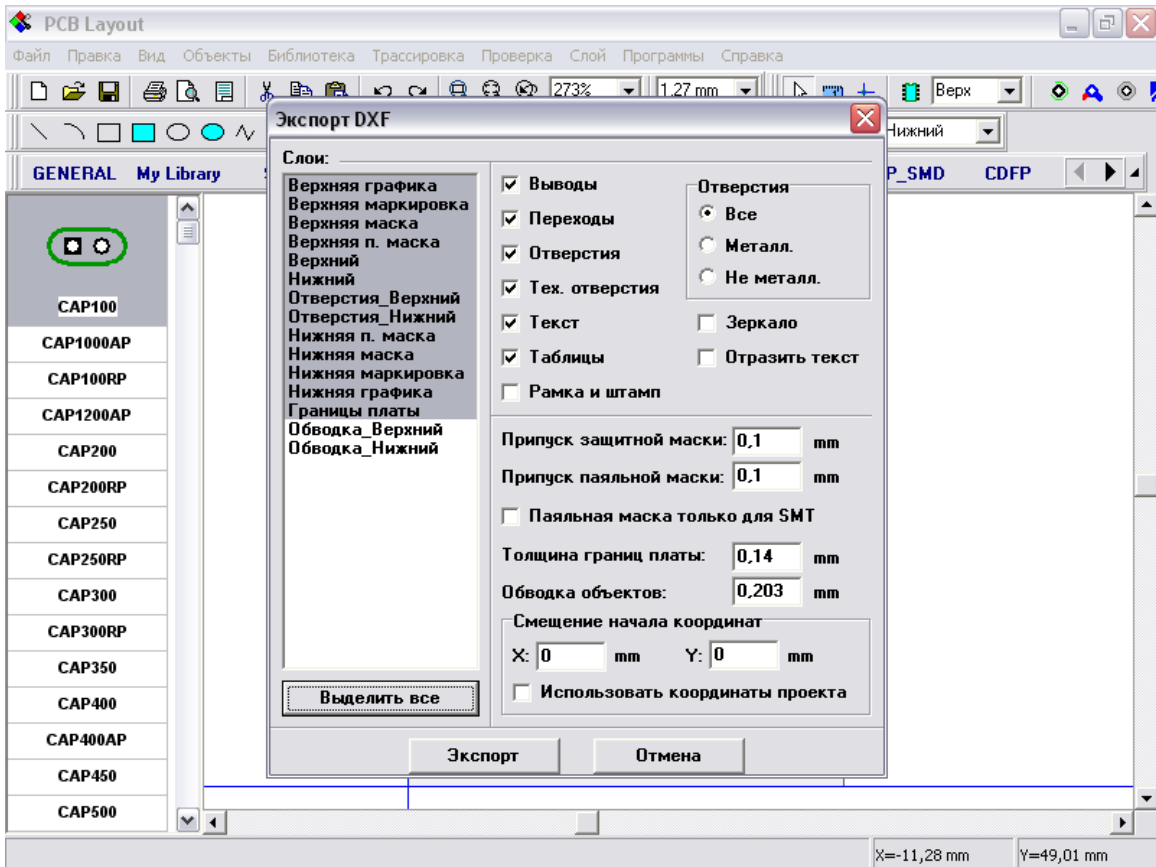 PCB Layout
Файл Правка Вид Объекты Библиотека Трассировка Проверка Слой Программы Справка
273% 1,27 mm Верх
Нижний
GENERAL My Library P_SMD CDFP
CAP100
CAP1000AP
CAP100RP
CAP1200AP
CAP200
CAP200RP
CAP250
CAP250RP
CAP300
CAP300RP
CAP350
CAP400
CAP400AP
CAP450
CAP500
Экспорт DXF
Слои:
Верхняя графика
Верхняя маркировка
Верхняя маска
Верхняя п. маска
Верхний
Нижний
Отверстия_Верхний
Отверстия_Нижний
Нижняя п. маска
Нижняя маска
Нижняя маркировка
Нижняя графика
Границы платы
Обводка_Верхний
Обводка_Нижний
Выделить все
Выводы
Переходы
Отверстия
Тех. отверстия
Текст
Таблицы
Рамка и штамп
Отверстия
Все
Металл.
Не металл.
Зеркало
Отразить текст
Припуск защитной маски: 0,1 mm
Припуск паяльной маски: 0,1 mm
Паяльная маска только для SMT
Толщина границ платы: 0,14 mm
Обводка объектов: 0,203 mm
Смещение начала координат
X: 0 mm Y: 0 mm
Использовать координаты проекта
Экспорт Отмена
X=-11,28 mm Y=49,01 mm